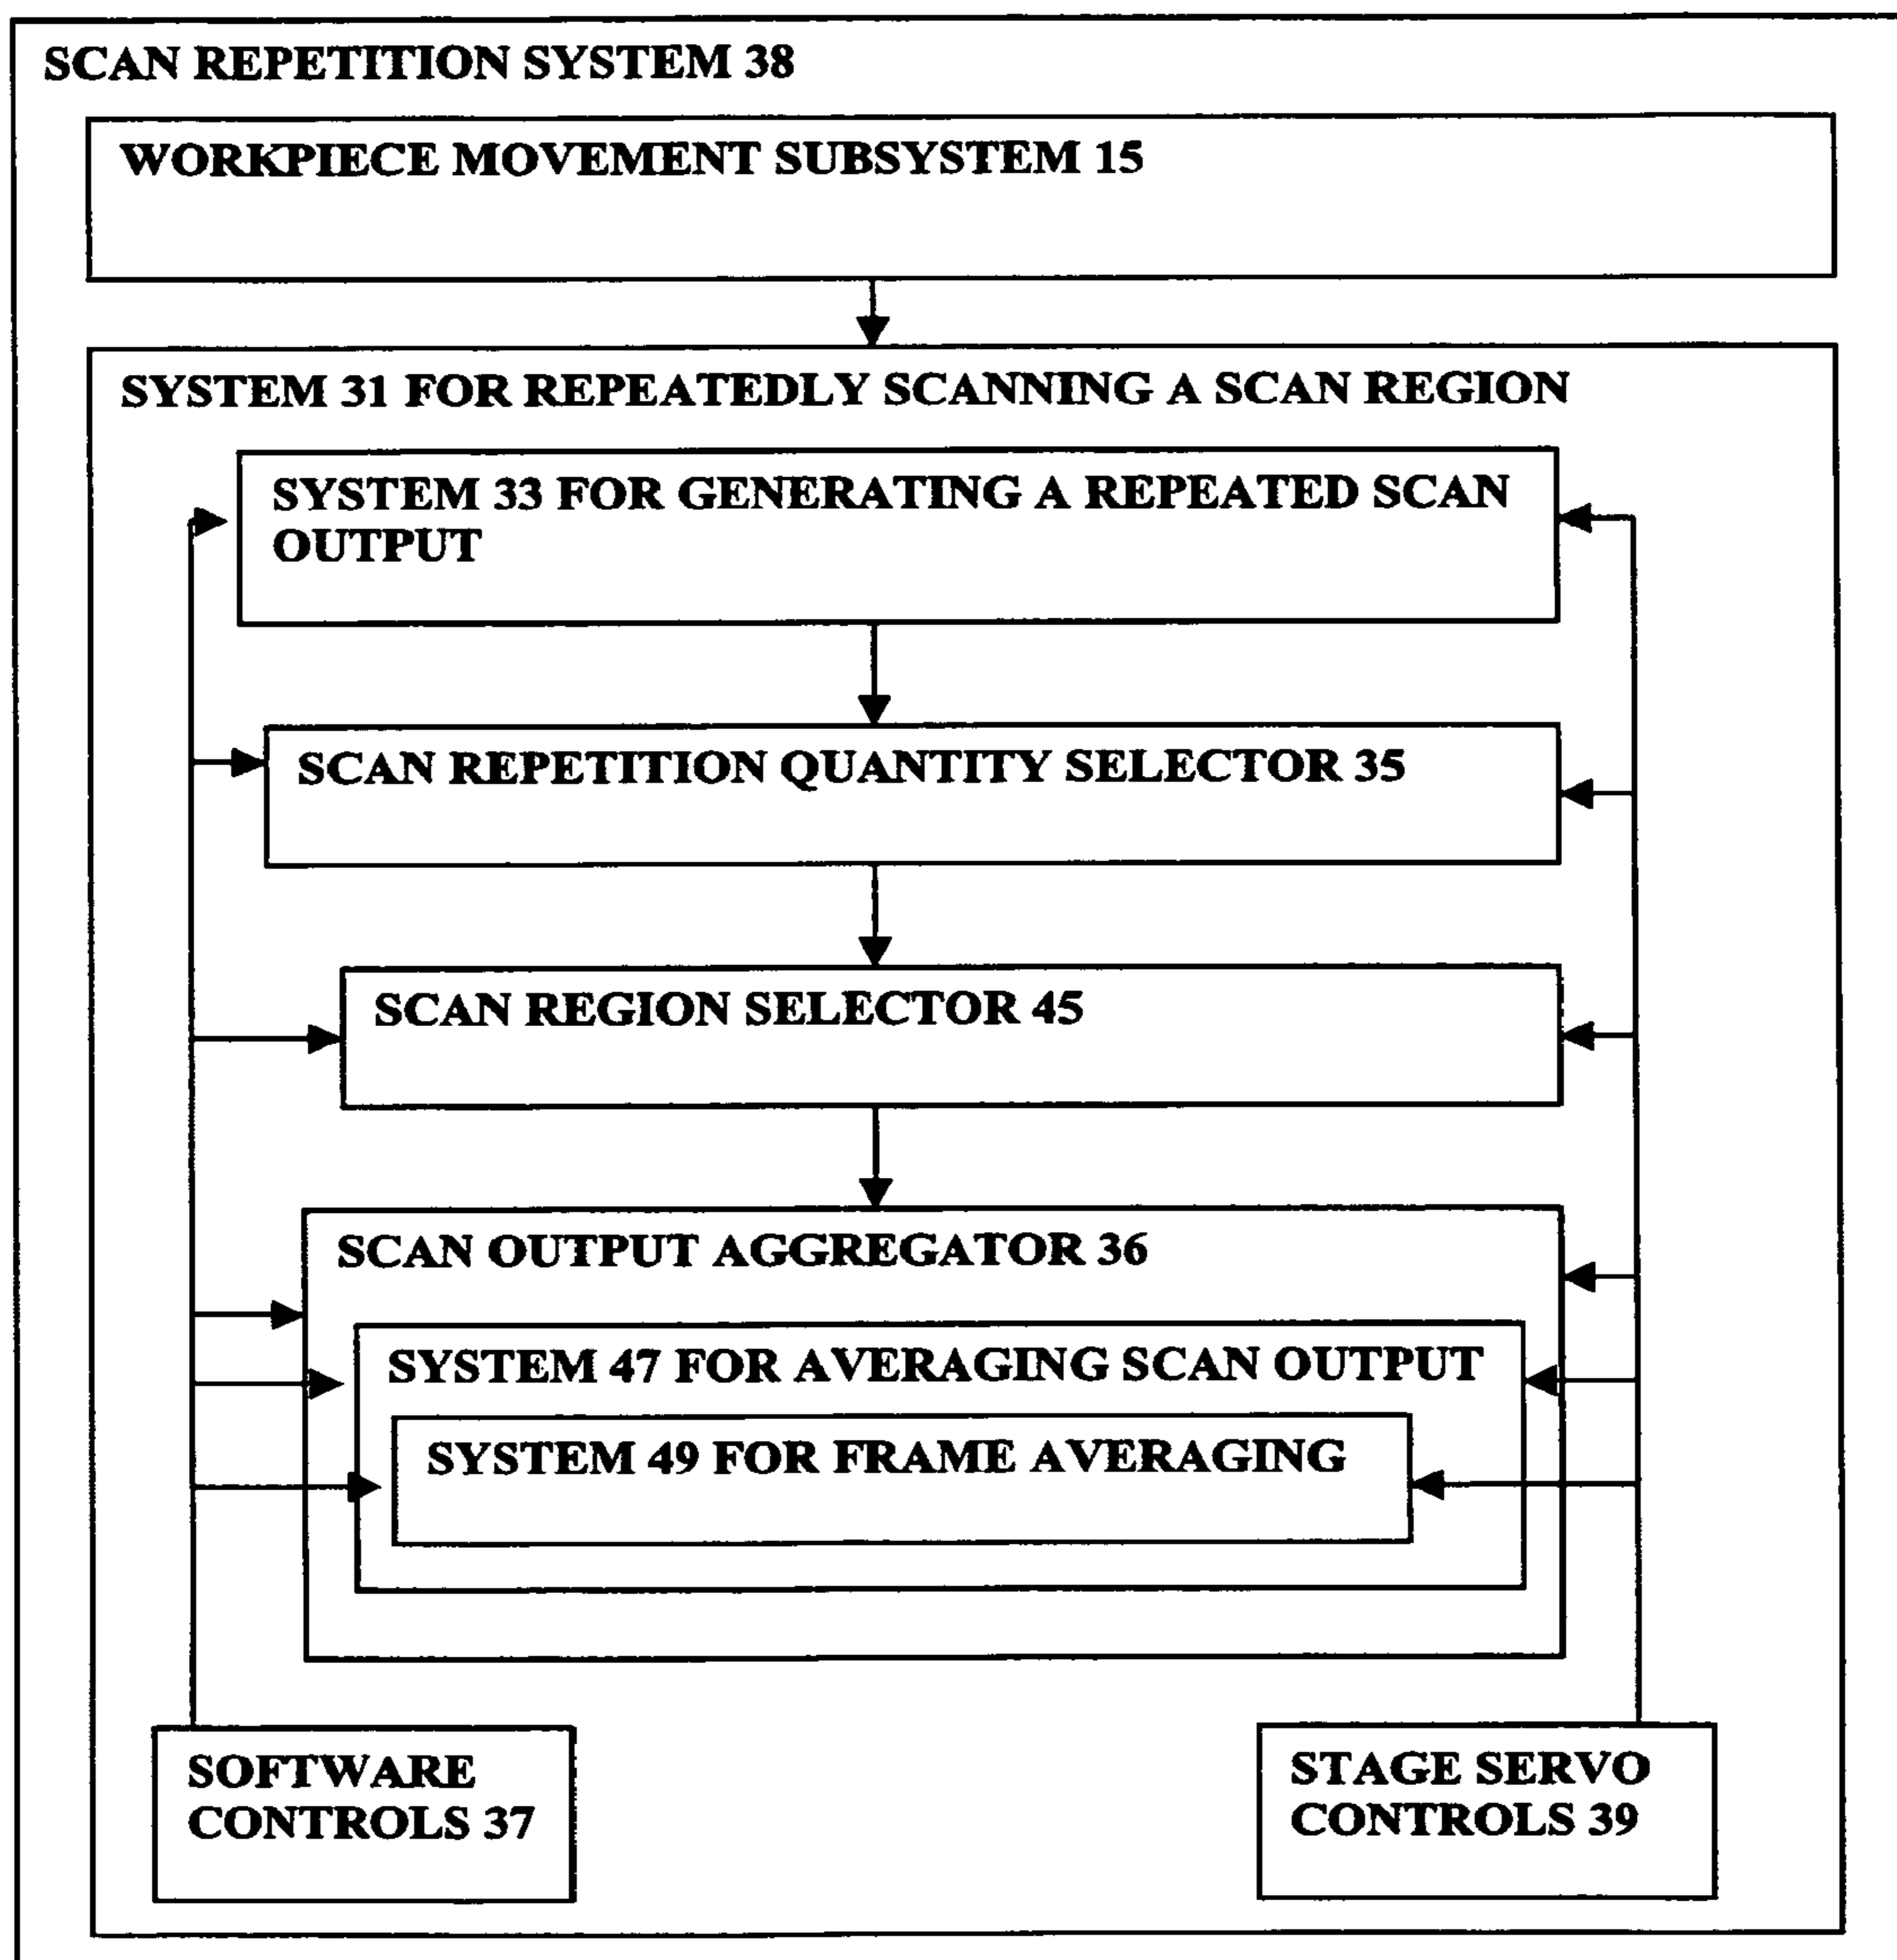 SCAN REPETITION SYSTEM 38
WORKPIECE MOVEMENT SUBSYSTEM 15
SYSTEM 31 FOR REPEATEDLY SCANNING A SCAN REGION
SYSTEM 33 FOR GENERATING A REPEATED SCAN
OUTPUT
SCAN REPETITION QUANTITY SELECTOR 35
SCAN REGION SELECTOR 45
SCAN OUTPUT AGGREGATOR 36
SYSTEM 47 FOR AVERAGING SCAN OUTPUT
SYSTEM 49 FOR FRAME AVERAGING
SOFTWARE
CONTROLS 37
STAGE SERVO
CONTROLS 39